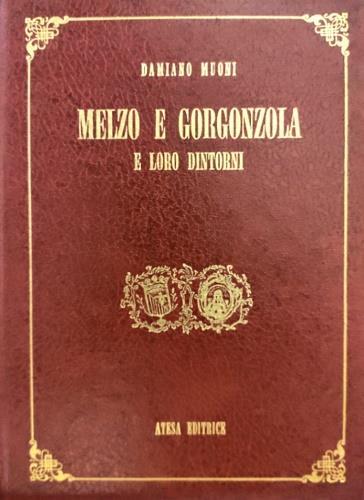 DAMIANO MUONI
MELZO E GORGONZOLA
E LORO DINTORNI
ATESA EDITRICE